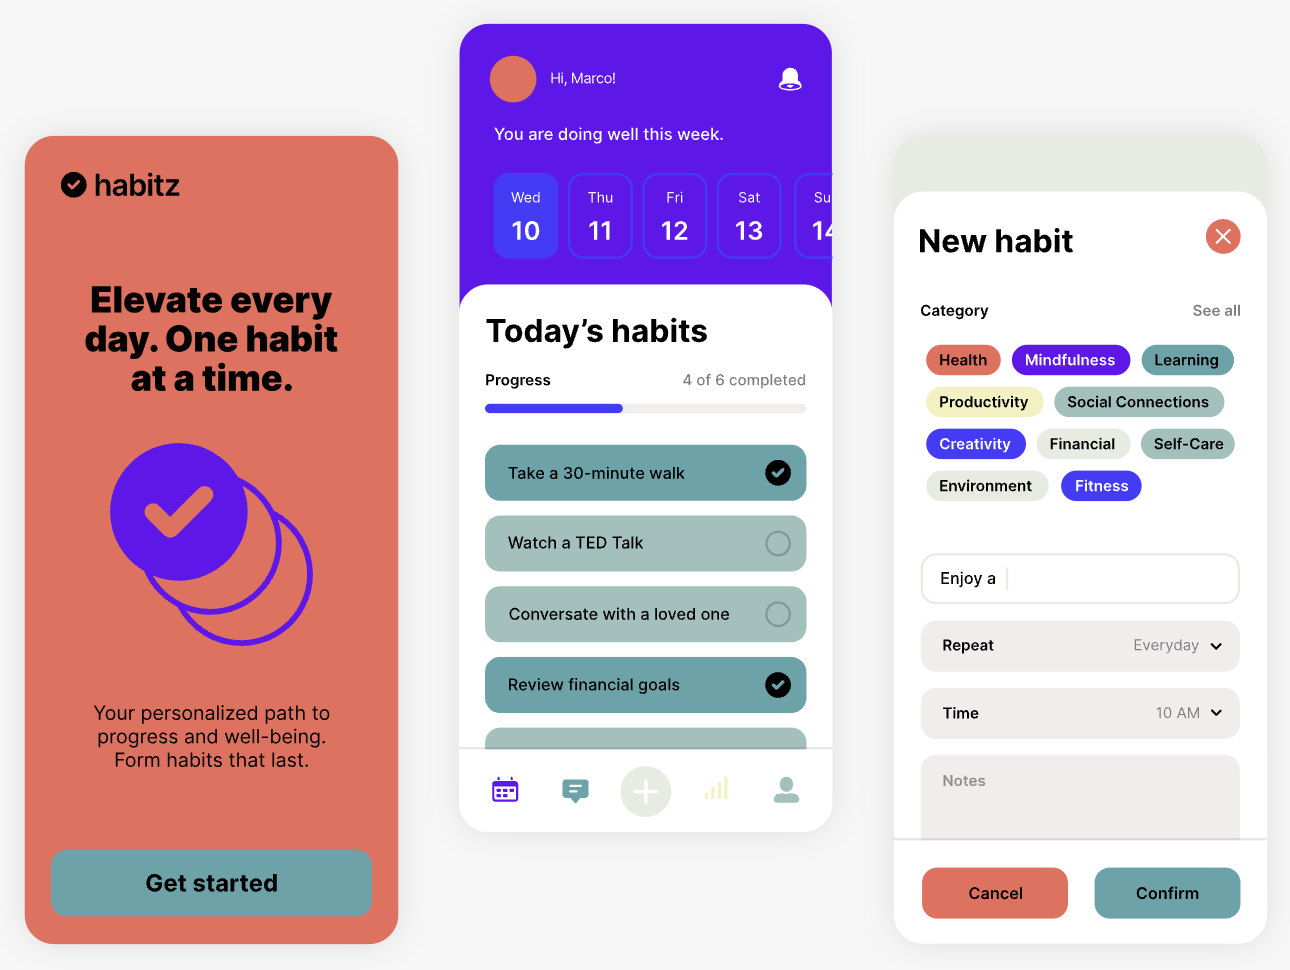 habitz
Elevate every
day. One habit
at a time.
Your personalized path to
progress and well-being.
Form habits that last.
Get started
Hi, Marco!
You are doing well this week.
Wed Thu Fri Sat Su
10 11 12 13 14
Today’s habits
Progress 4 of 6 completed
Take a 30-minute walk
Watch a TED Talk
Conversate with a loved one
Review financial goals
New habit
Category See all
Health Mindfulness Learning
Productivity Social Connections
Creativity Financial Self-Care
Environment Fitness
Enjoy a
Repeat Everyday
Time 10 AM
Notes
Cancel Confirm